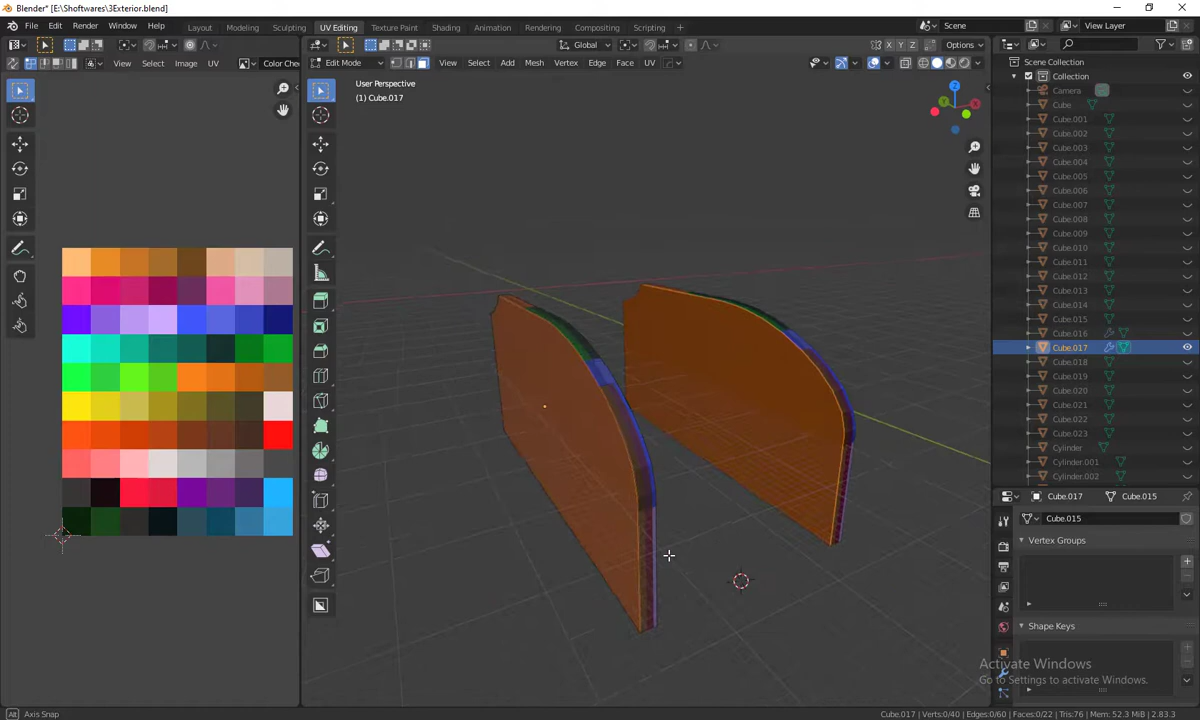 Blender* [E:\Shoftwares\3Exterior.blend]
File Edit Render Window Help Layout Modeling Sculpting UV Editing Texture Paint Shading Animation Rendering Compositing Scripting Scene View Layer
Global Options
View Select Image UV Color Che Edit Mode View Select Add Mesh Vertex Edge Face UV
User Perspective
(1) Cube.017
Z
Y
X
X Y Z
Scene Collection
Collection
Camera
Cube
Cube.001
Cube.002
Cube.003
Cube.004
Cube.005
Cube.006
Cube.007
Cube.008
Cube.009
Cube.010
Cube.011
Cube.012
Cube.013
Cube.014
Cube.015
Cube.016
Cube.017
Cube.018
Cube.019
Cube.020
Cube.021
Cube.022
Cube.023
Cylinder
Cylinder.001
Cylinder.002
Cube.017 Cube.015
Cube.015
Vertex Groups
Shape Keys
Activate Windows
Go to Settings to activate Windows.
Alt Axis Snap
Cube.017 | Verts:0/40 | Edges:0/60 | Faces:0/22 | Tris:76 | Mem: 52.3 MiB | 2.83.3